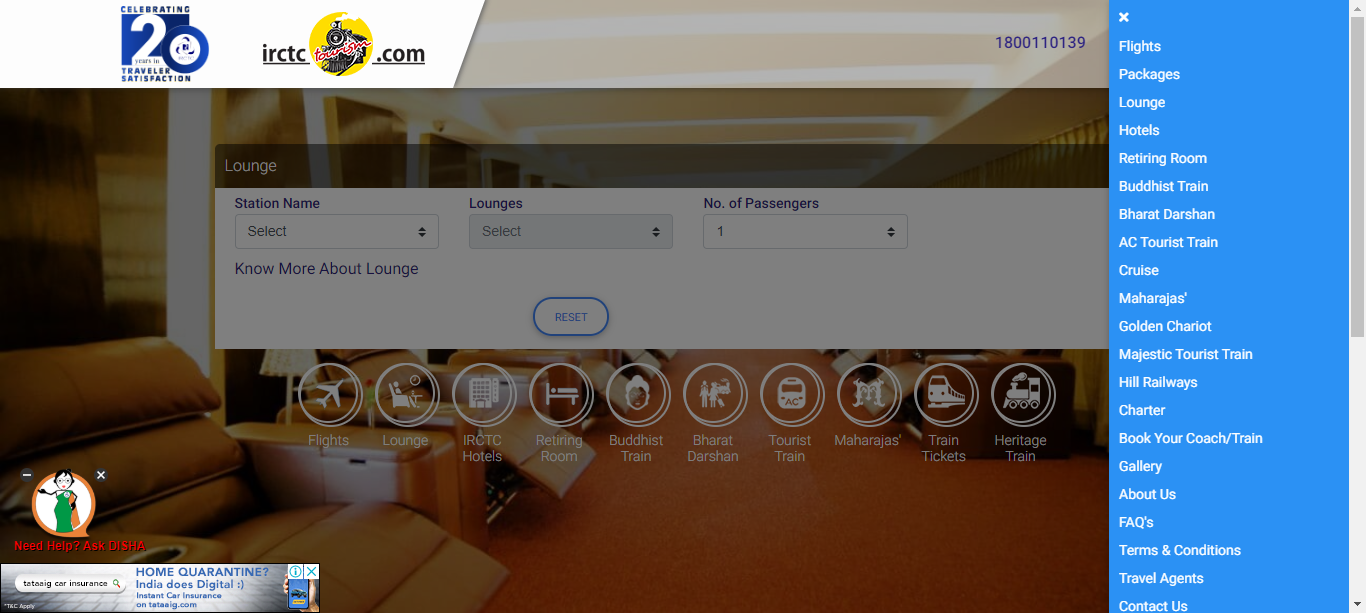 CELEBRATING
20
years in
TRAVELER
SATISFACTION
irctc tourism .com
1800110139
Lounge
Station Name
Lounges
No. of Passengers
Select
Select
1
Know More About Lounge
RESET
Flights
Lounge
IRCTC
Hotels
Retiring
Room
Buddhist
Train
Bharat
Darshan
AC
Tourist
Train
Maharajas'
Train
Tickets
Heritage
Train
Need Help? Ask DISHA
tataaig car insurance
*T&C Apply
HOME QUARANTINE?
India does Digital :)
Instant Car Insurance
on tataaig.com
Flights
Packages
Lounge
Hotels
Retiring Room
Buddhist Train
Bharat Darshan
AC Tourist Train
Cruise
Maharajas'
Golden Chariot
Majestic Tourist Train
Hill Railways
Charter
Book Your Coach/Train
Gallery
About Us
FAQ's
Terms & Conditions
Travel Agents
Contact Us